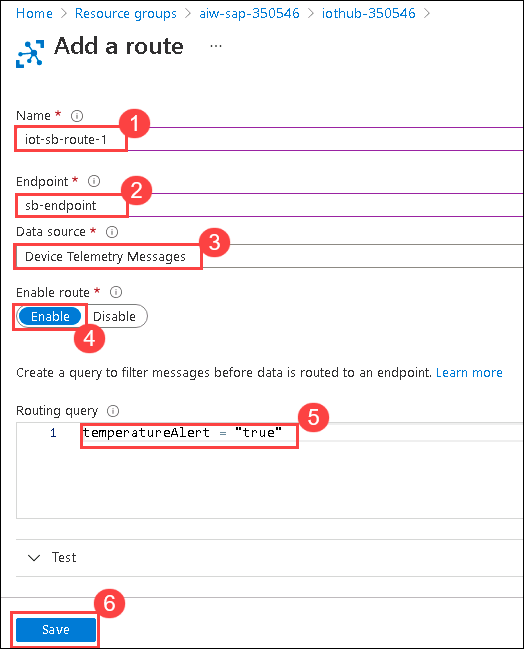 Home > Resource groups > aiw-sap-350546 > iothub-350546 >
Add a route ...
Name * 1
iot-sb-route-1
Endpoint * 2
sb-endpoint
Data source * 3
Device Telemetry Messages
Enable route *
Enable Disable
4
Create a query to filter messages before data is routed to an endpoint. Learn more
Routing query 5
1 temperatureAlert = "true"
Test
6
Save